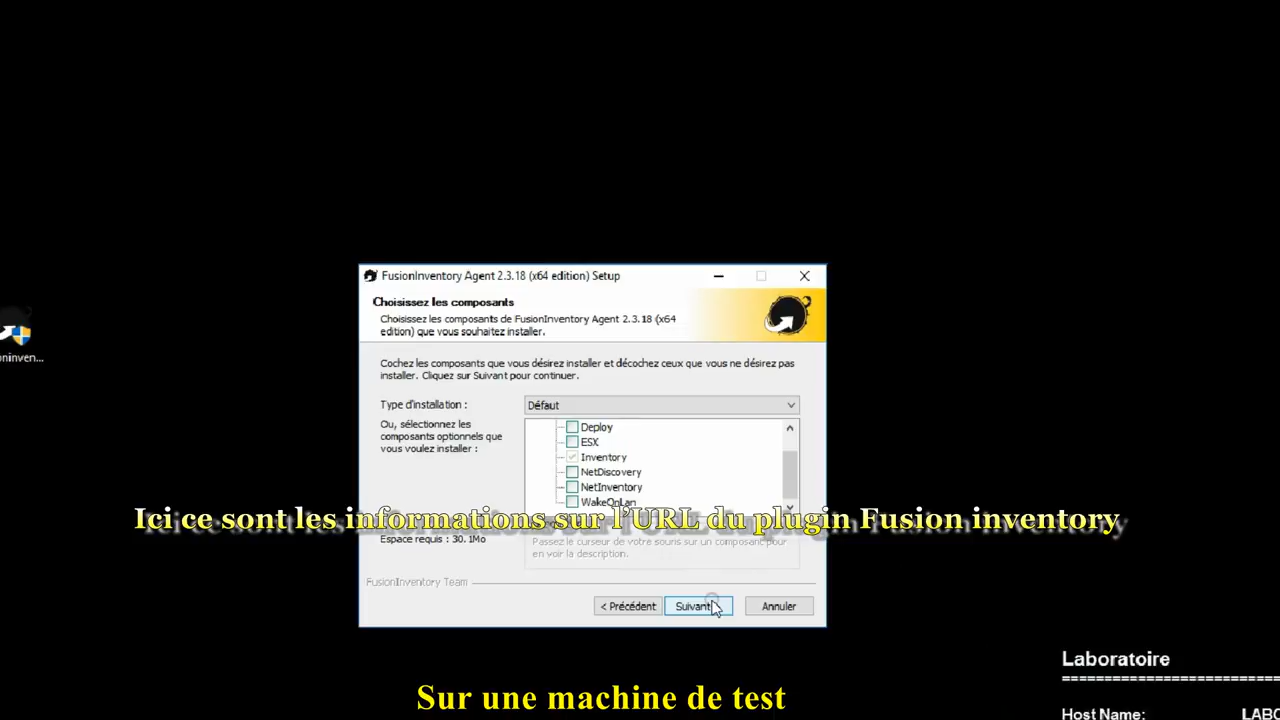 FusionInventory Agent 2.3.18 (x64 edition) Setup
Choisissez les composants
Choisissez les composants de FusionInventory Agent 2.3.18 (x64
edition) que vous souhaitez installer.
oninven...
Cochez les composants que vous désirez installer et décochez ceux que vous ne désirez pas
installer. Cliquez sur Suivant pour continuer.
Type d'installation :
Défaut
Ou, sélectionnez les
composants optionnels que
vous voulez installer :
Deploy
ESX
Inventory
NetDiscovery
NetInventory
WakeOnLan
Ici ce sont les informations sur l'URL du plugin Fusion inventory
Espace requis : 30.1Mo
Passez le curseur de votre souris sur un composant pour
en voir la description.
FusionInventory Team
< Précédent
Suivant
Annuler
Laboratoire
Sur une machine de test
Host Name:
LABO